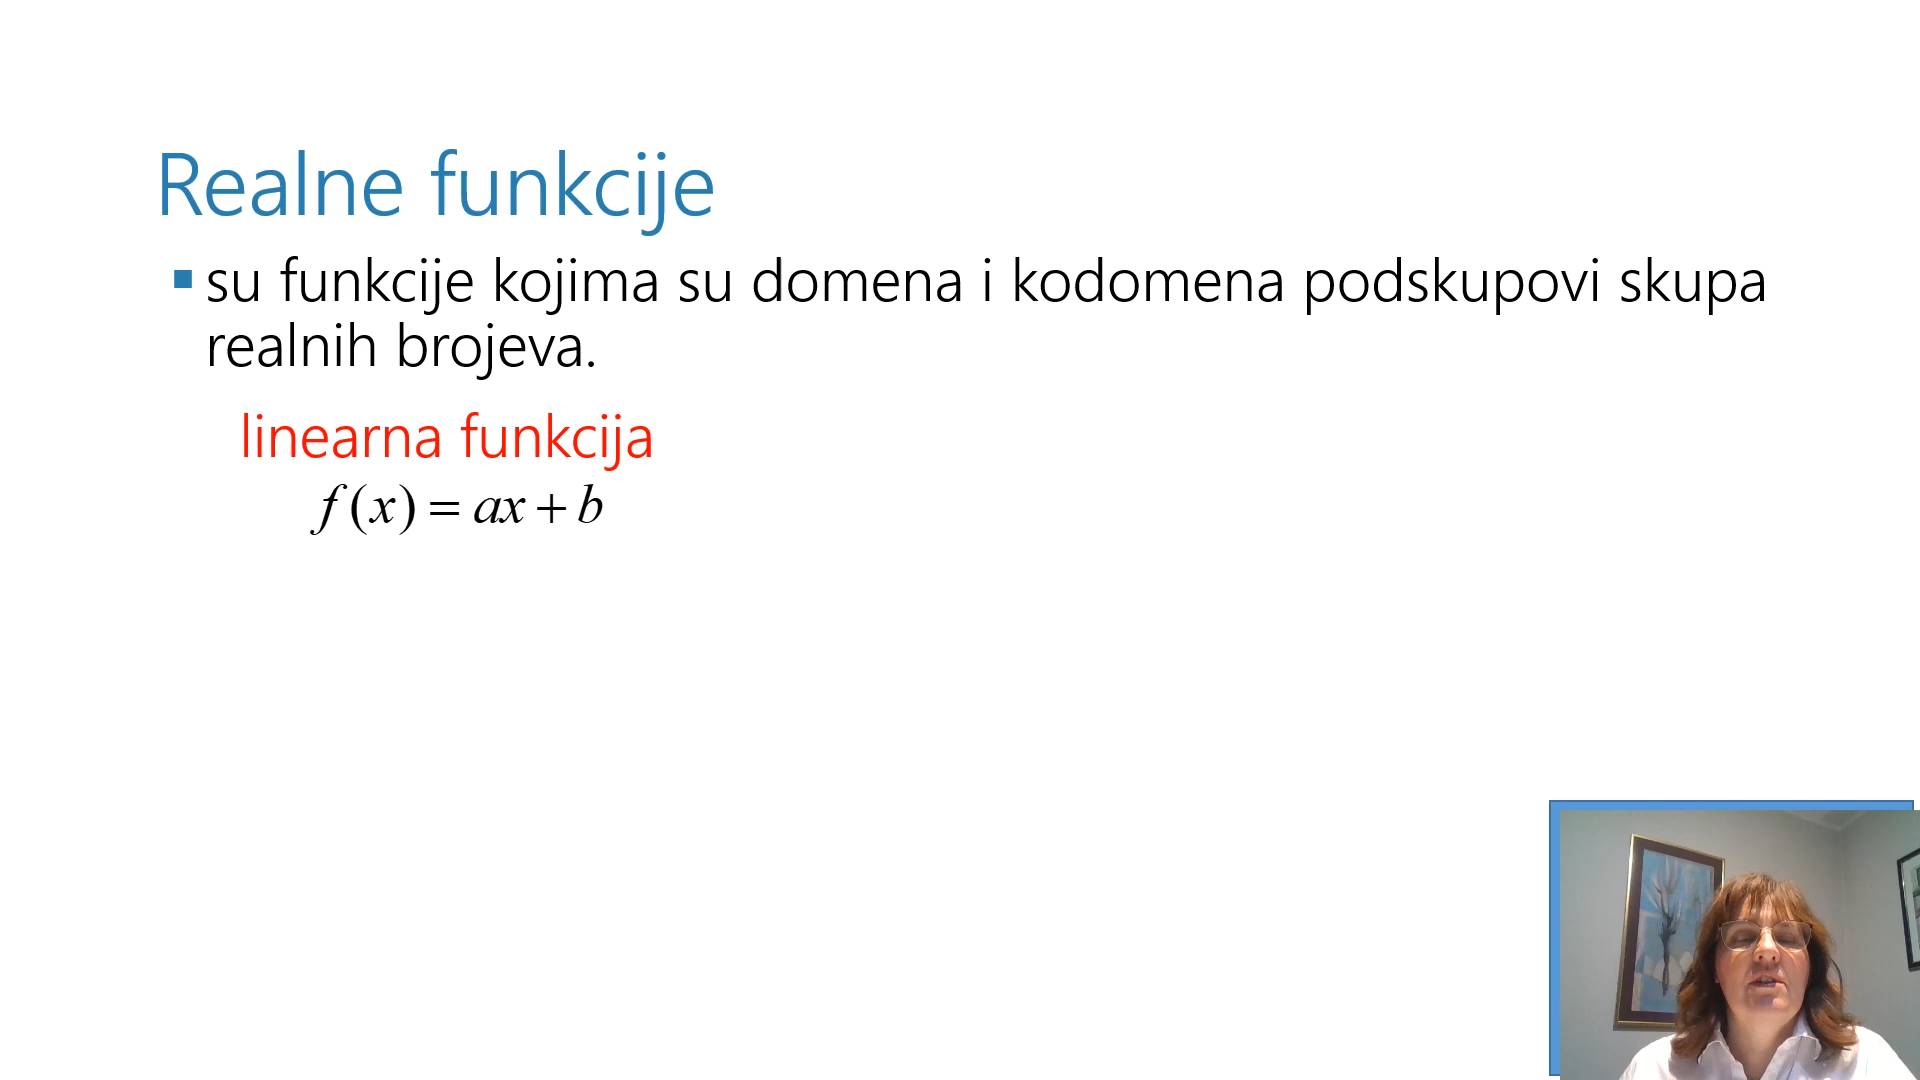 Realne funkcije
su funkcije kojima su domena i kodomena podskupovi skupa
realnih brojeva.
linearna funkcija
f(x) = ax + b